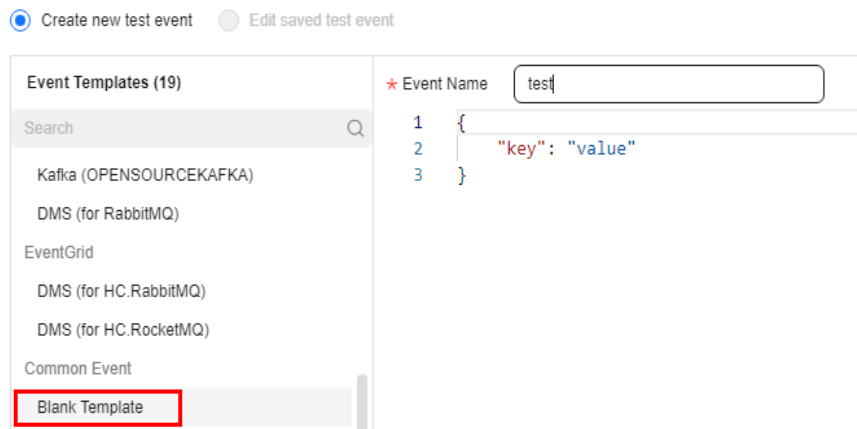 Create new test event Edit saved test event
Event Templates (19)
Search
Kafka (OPENSOURCEKAFKA)
DMS (for RabbitMQ)
EventGrid
DMS (for HC.RabbitMQ)
DMS (for HC.RocketMQ)
Common Event
Blank Template
* Event Name test
1 {
2 "key": "value"
3 }